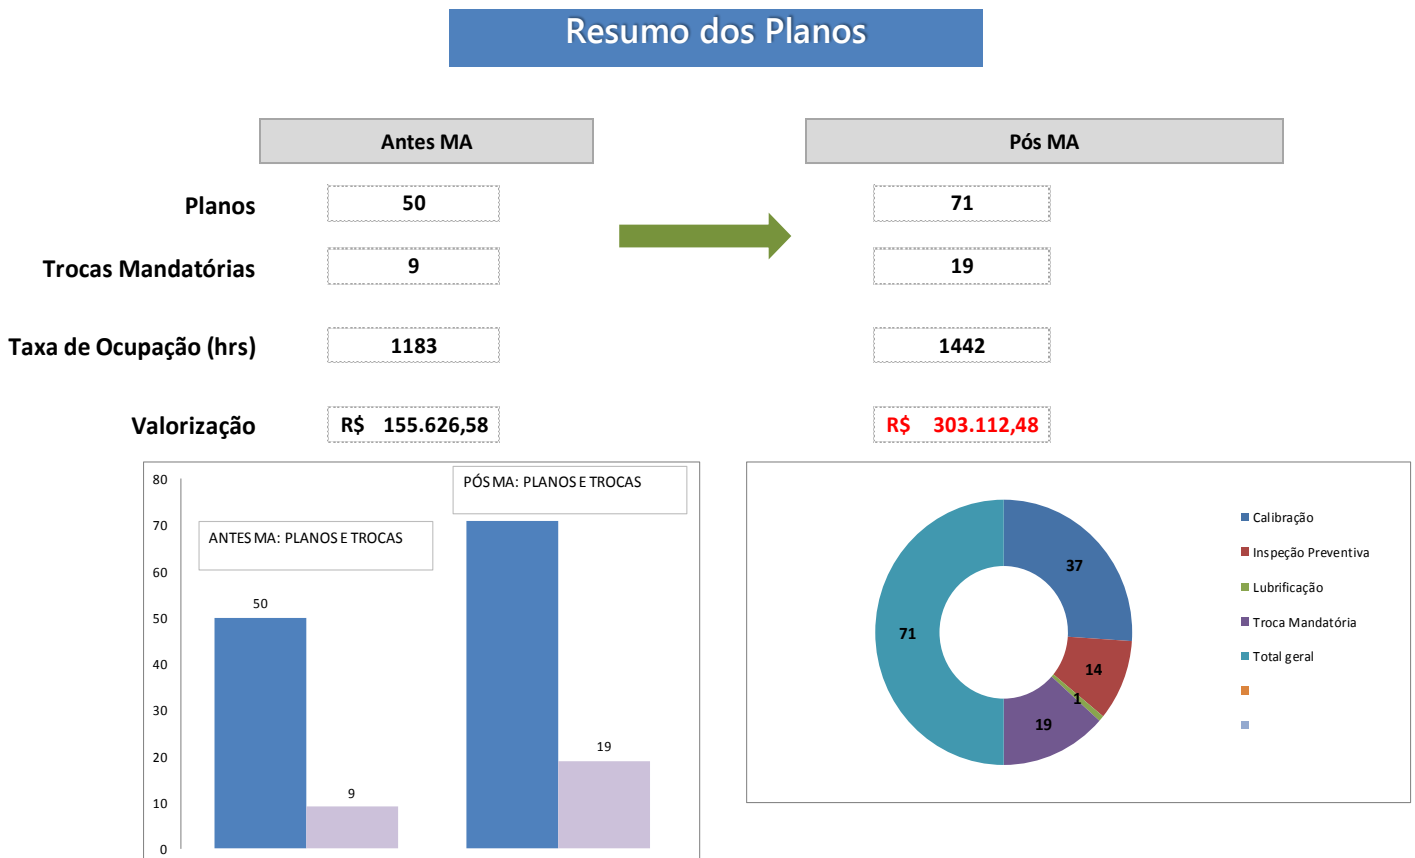 Resumo dos Planos
Antes MA
Pós MA
Planos
50
71
Trocas Mandatórias
9
19
Taxa de Ocupação (hrs)
1183
1442
Valorização
R$ 155.626,58
R$ 303.112,48
80
70
60
50
40
30
20
10
0
ANTES MA: PLANOS E TROCAS
PÓS MA: PLANOS E TROCAS
50
9
19
37
14
1
19
71
Calibração
Inspeção Preventiva
Lubrificação
Troca Mandatória
Total geral